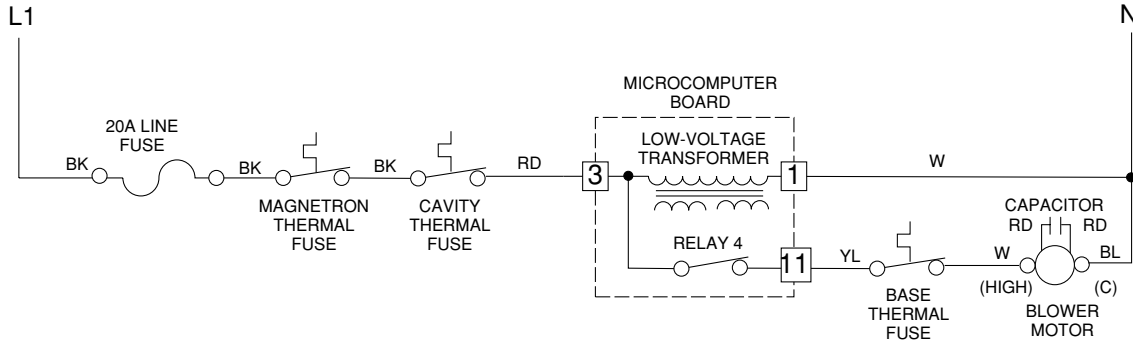 L1
N
MICROCOMPUTER
BOARD
20A LINE
FUSE
LOW-VOLTAGE
TRANSFORMER
BK
BK
BK
RD
3
1
W
MAGNETRON
THERMAL
FUSE
CAVITY
THERMAL
FUSE
CAPACITOR
RD
RD
RELAY 4
11
YL
W
BL
(HIGH)
(C)
BASE
THERMAL
FUSE
BLOWER
MOTOR